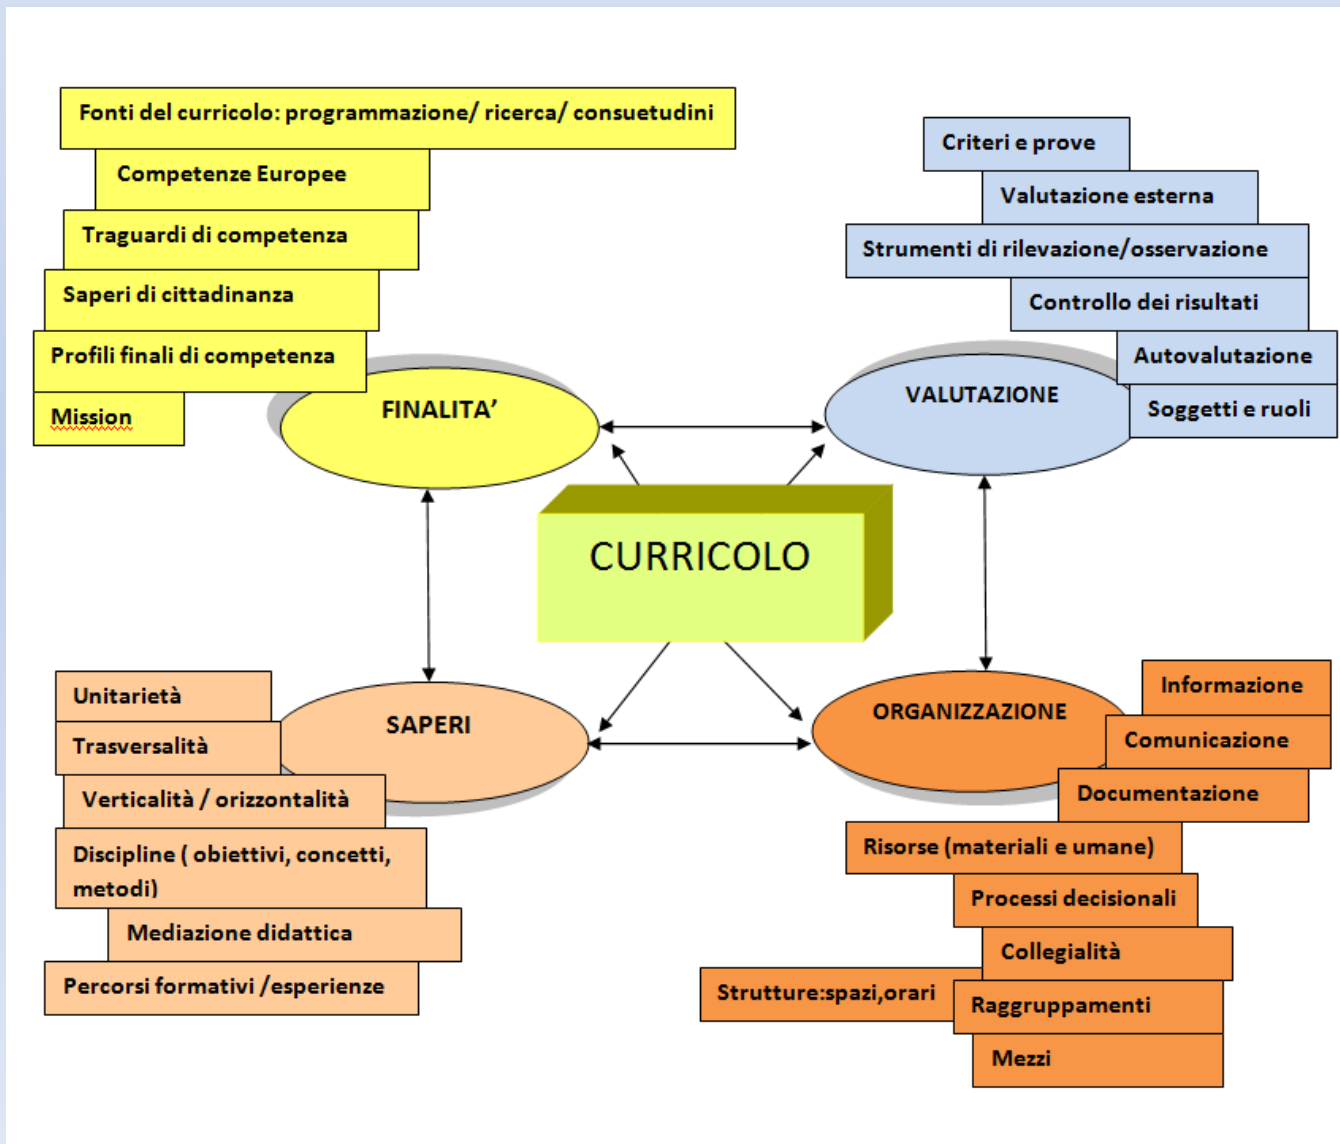 Fonti del curricolo: programmazione/ ricerca/ consuetudini
Competenze Europee
Traguardi di competenza
Saperi di cittadinanza
Profili finali di competenza
Mission
FINALITA’
Criteri e prove
Valutazione esterna
Strumenti di rilevazione/osservazione
Controllo dei risultati
Autovalutazione
Soggetti e ruoli
VALUTAZIONE
CURRICOLO
SAPERI
Unitarietà
Trasversalità
Verticalità / orizzontalità
Discipline ( obiettivi, concetti,
metodi)
Mediazione didattica
Percorsi formativi /esperienze
ORGANIZZAZIONE
Informazione
Comunicazione
Documentazione
Risorse (materiali e umane)
Processi decisionali
Collegialità
Strutture:spazi,orari
Raggruppamenti
Mezzi